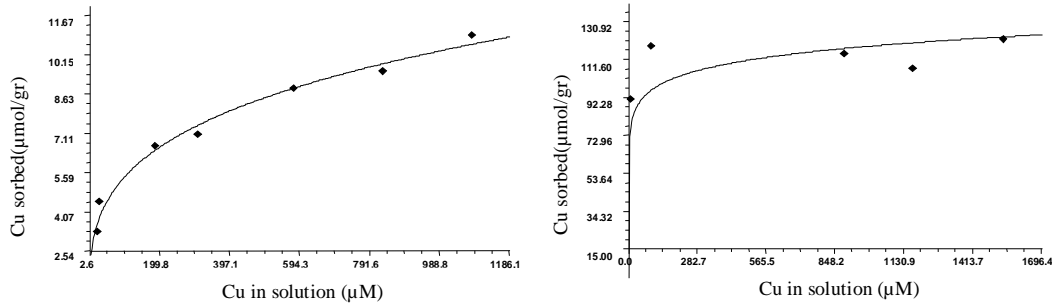 Cu sorbed(µmol/gr)
11.67
10.15
8.63
7.11
5.59
4.07
2.54
2.6 199.8 397.1 594.3 791.6 988.8 1186.1
Cu in solution (µM)
Cu sorbed(µmol/gr)
130.92
111.60
92.28
72.96
53.64
34.32
15.00
0.0 282.7 565.5 848.2 1130.9 1413.7 1696.4
Cu in solution (µM)